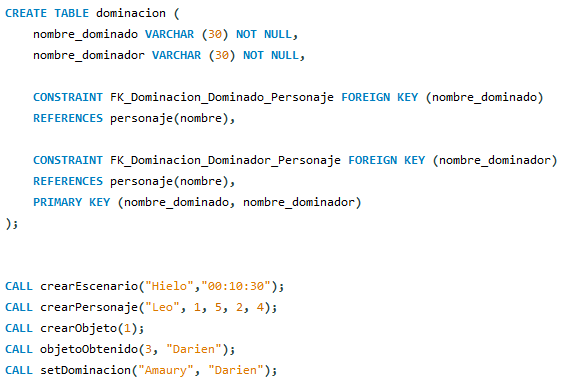 CREATE TABLE dominacion (
nombre_dominado VARCHAR (30) NOT NULL,
nombre_dominador VARCHAR (30) NOT NULL,
CONSTRAINT FK_Dominacion_Dominado_Personaje FOREIGN KEY (nombre_dominado)
REFERENCES personaje(nombre),
CONSTRAINT FK_Dominacion_Dominador_Personaje FOREIGN KEY (nombre_dominador)
REFERENCES personaje(nombre),
PRIMARY KEY (nombre_dominado, nombre_dominador)
);
CALL crearEscenario("Hielo","00:10:30");
CALL crearPersonaje("Leo", 1, 5, 2, 4);
CALL crearObjeto(1);
CALL objetoObtenido(3, "Darien");
CALL setDominacion("Amaury", "Darien");